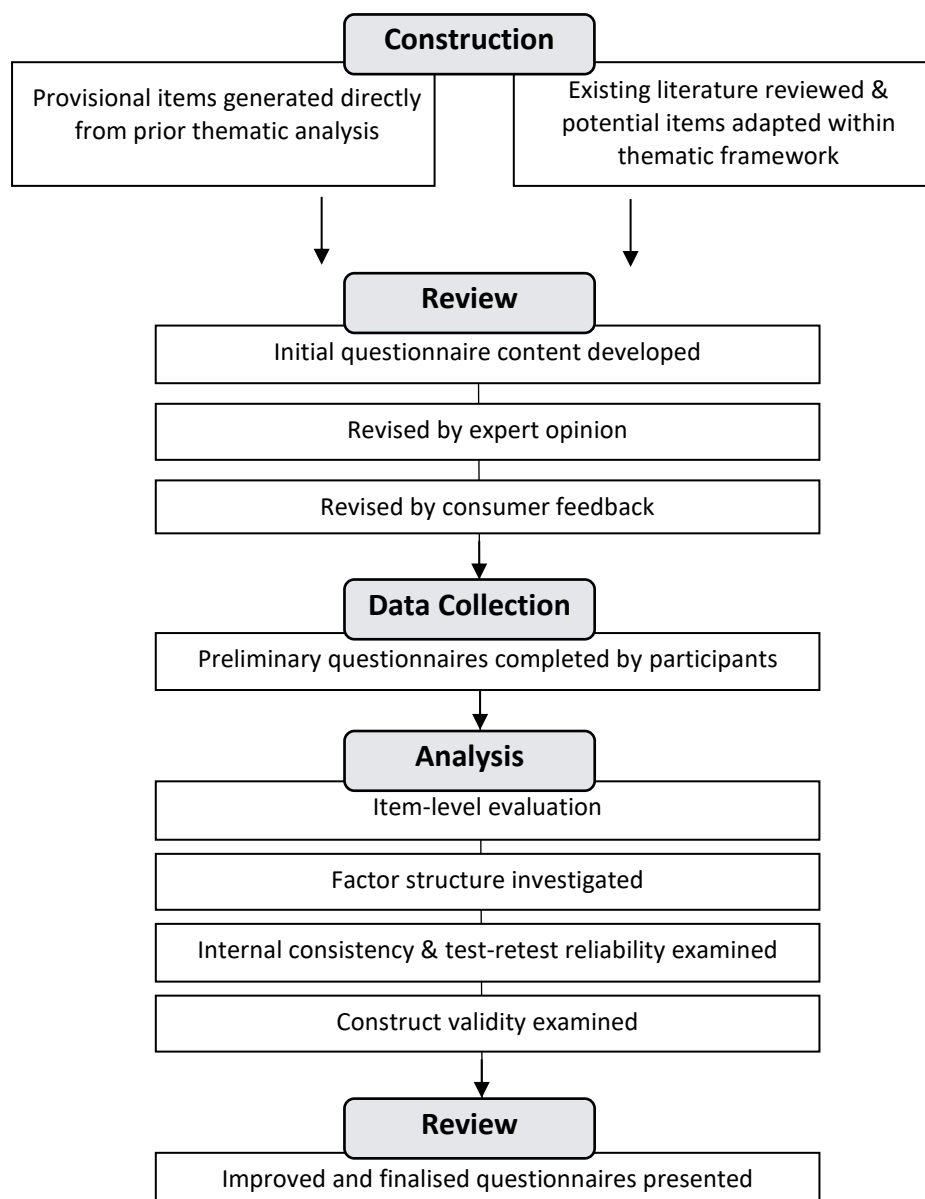 Construction
Provisional items generated directly
from prior thematic analysis
Existing literature reviewed &
potential items adapted within
thematic framework
Review
Initial questionnaire content developed
Revised by expert opinion
Revised by consumer feedback
Data Collection
Preliminary questionnaires completed by participants
Analysis
Item-level evaluation
Factor structure investigated
Internal consistency & test-retest reliability examined
Construct validity examined
Review
Improved and finalised questionnaires presented